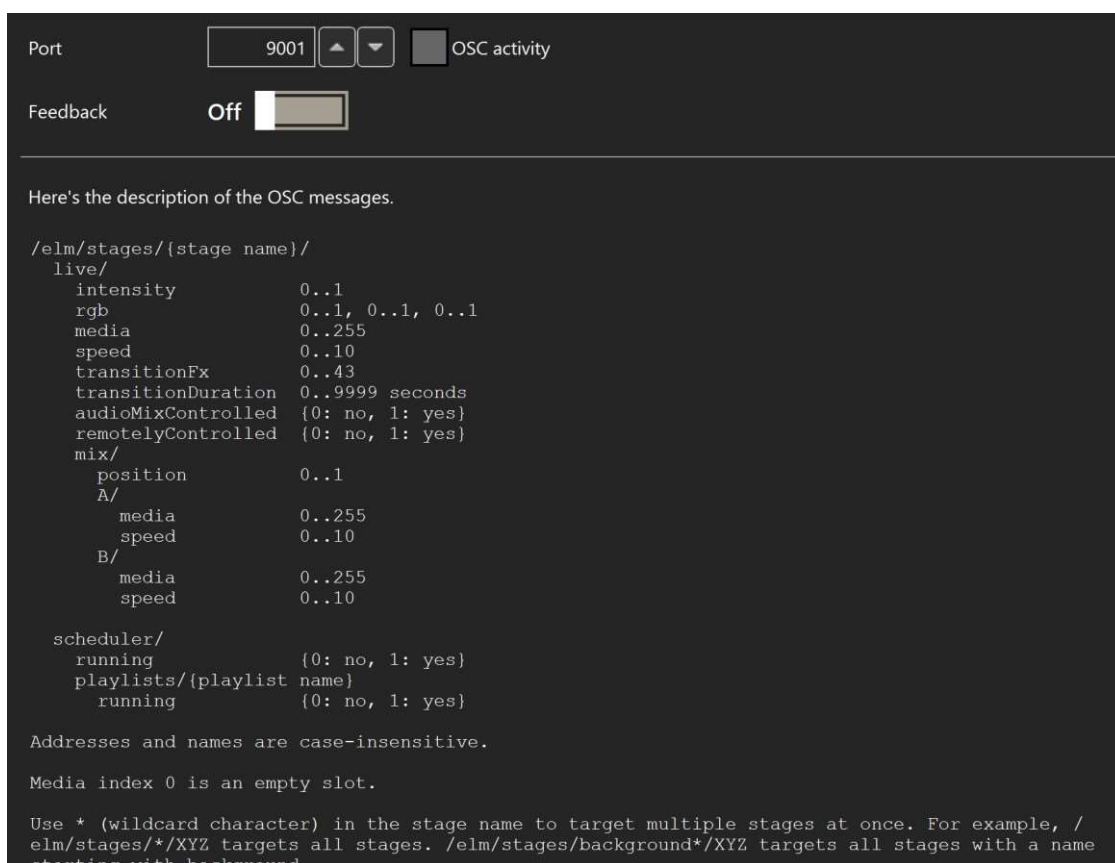 Port 9001 OSC activity
Feedback Off
Here's the description of the OSC messages.
/elm/stages/{stage name}/
live/
intensity 0..1
rgb 0..1, 0..1, 0..1
media 0..255
speed 0..10
transitionFx 0..43
transitionDuration 0..9999 seconds
audioMixControlled {0: no, 1: yes}
remotelyControlled {0: no, 1: yes}
mix/
position 0..1
A/
media 0..255
speed 0..10
B/
media 0..255
speed 0..10
scheduler/
running {0: no, 1: yes}
playlists/{playlist name}
running {0: no, 1: yes}
Addresses and names are case-insensitive.
Media index 0 is an empty slot.
Use * (wildcard character) in the stage name to target multiple stages at once. For example, /
elm/stages/*/XYZ targets all stages. /elm/stages/background*/XYZ targets all stages with a name